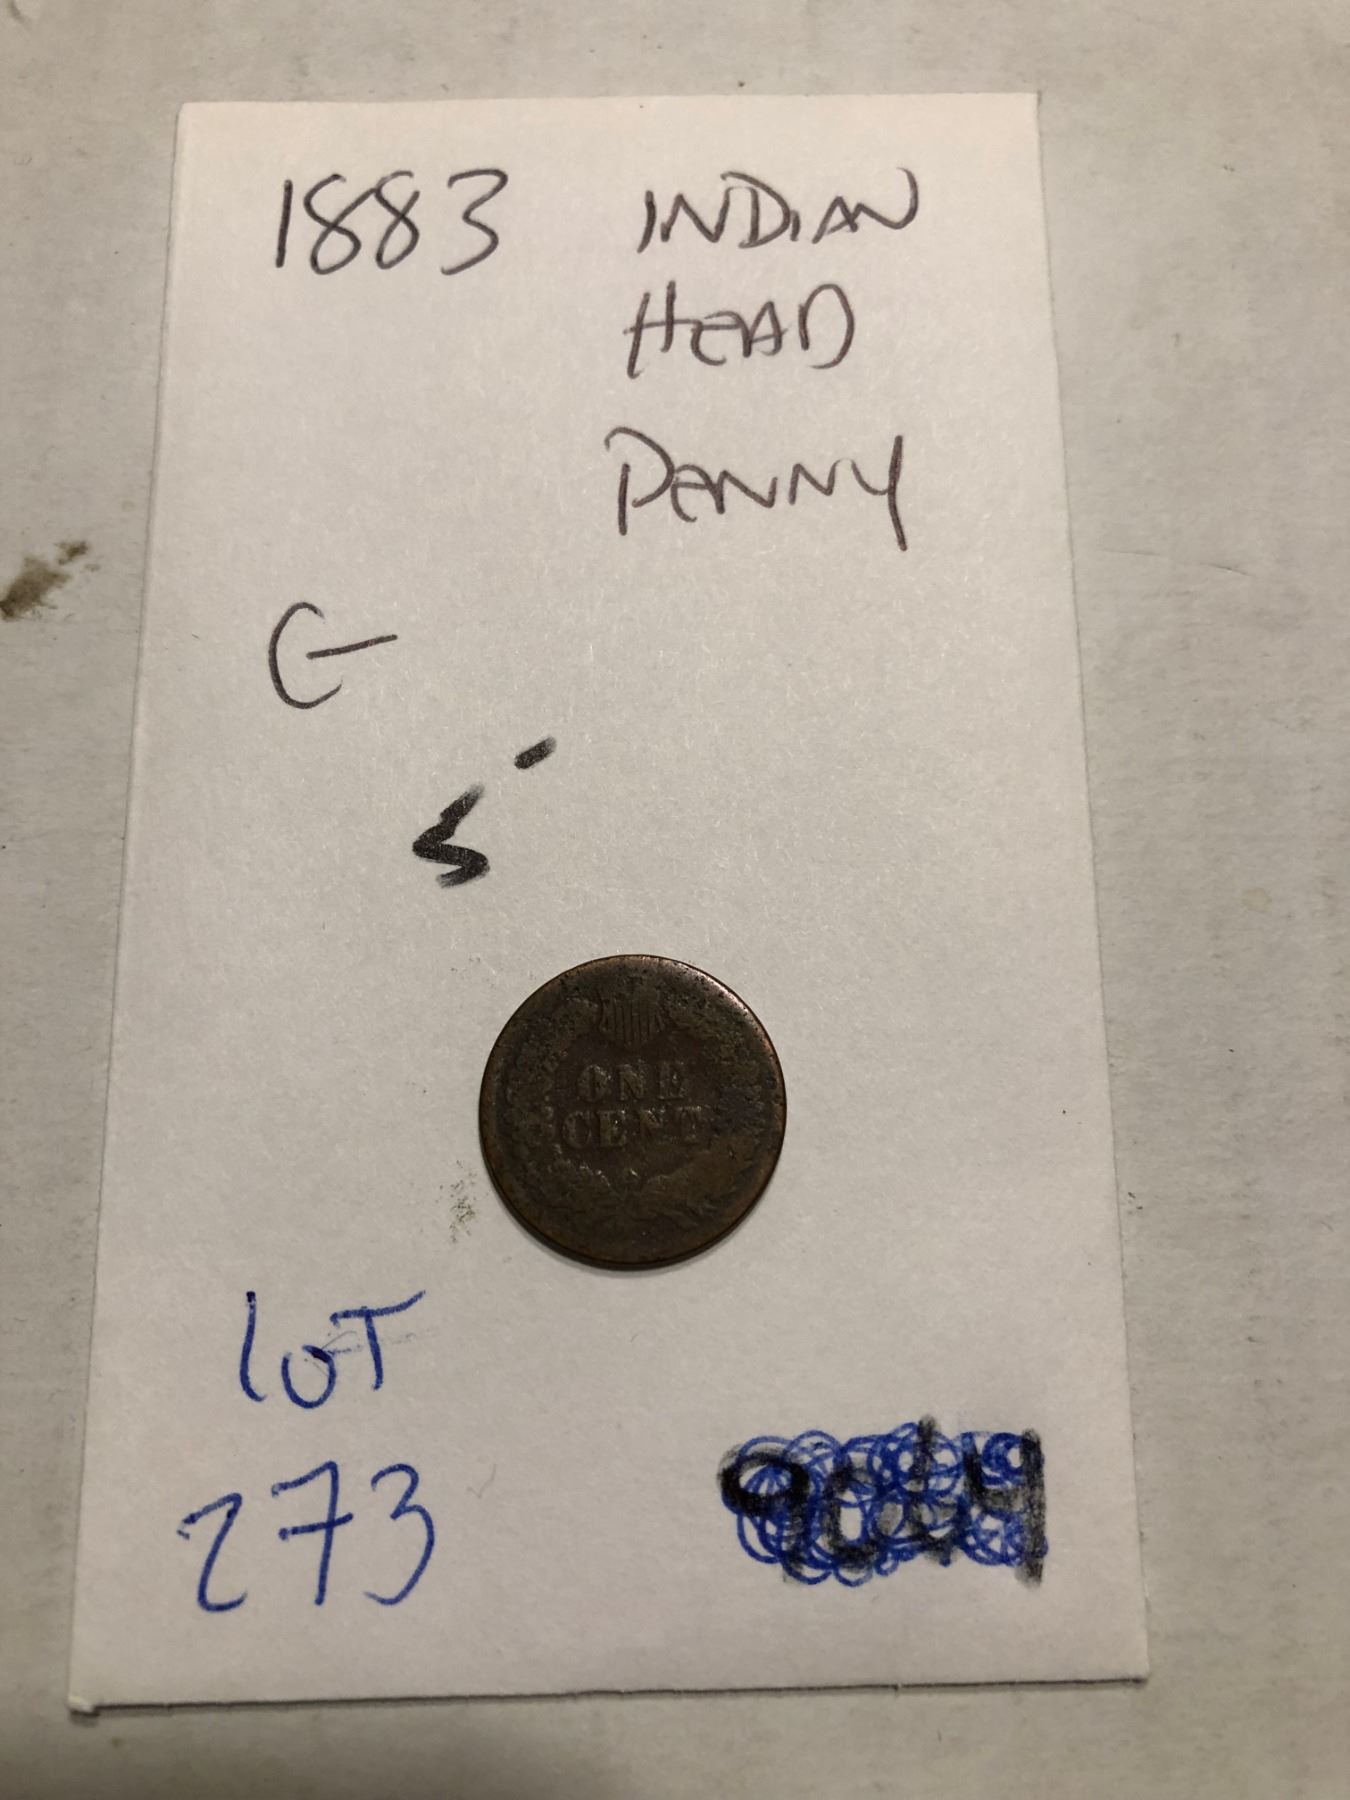 1883 INDIAN
HEAD
PENNY
G
5
ONE
CENT
LOT
273